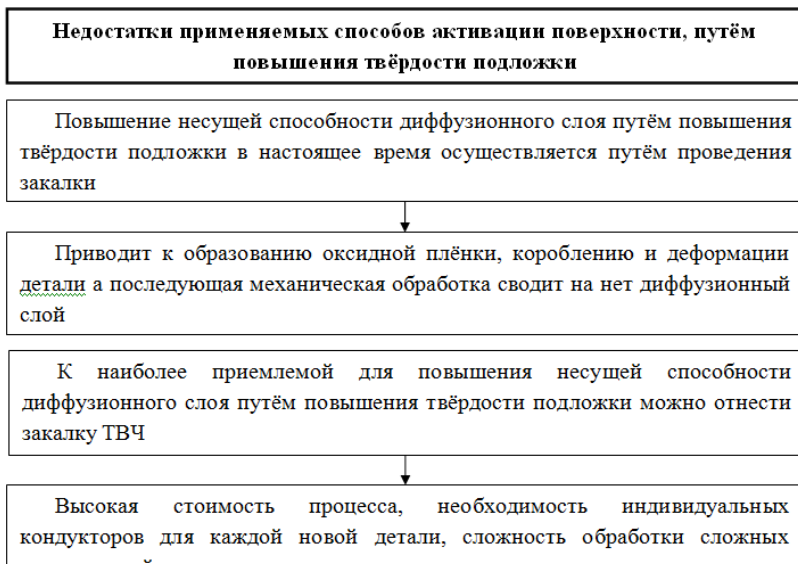 Недостатки применяемых способов активации поверхности, путём
повышения твёрдости подложки
Повышение несущей способности диффузионного слоя путём повышения
твёрдости подложки в настоящее время осуществляется путём проведения
закалки
Приводит к образованию оксидной плёнки, короблению и деформации
детали а последующая механическая обработка сводит на нет диффузионный
слой
К наиболее приемлемой для повышения несущей способности
диффузионного слоя путём повышения твёрдости подложки можно отнести
закалку ТВЧ
Высокая стоимость процесса, необходимость индивидуальных
кондукторов для каждой новой детали, сложность обработки сложных